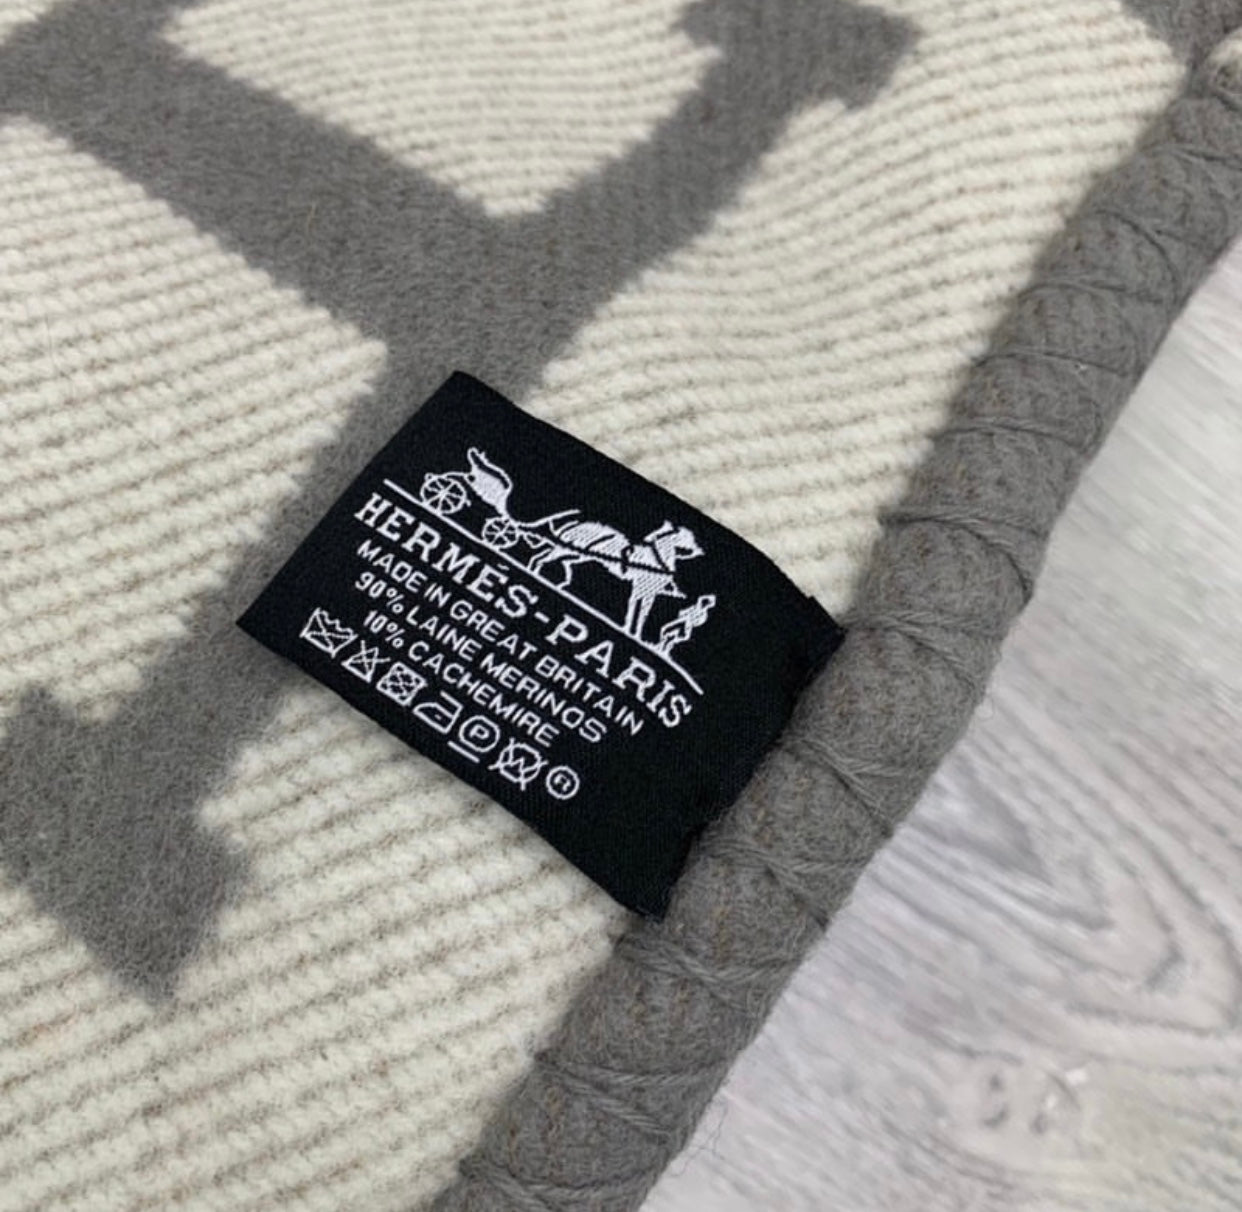 HERMÈS-PARIS
MADE IN GREAT BRITAIN
90% LAINE MERINOS
10% CACHEMIRE
P W